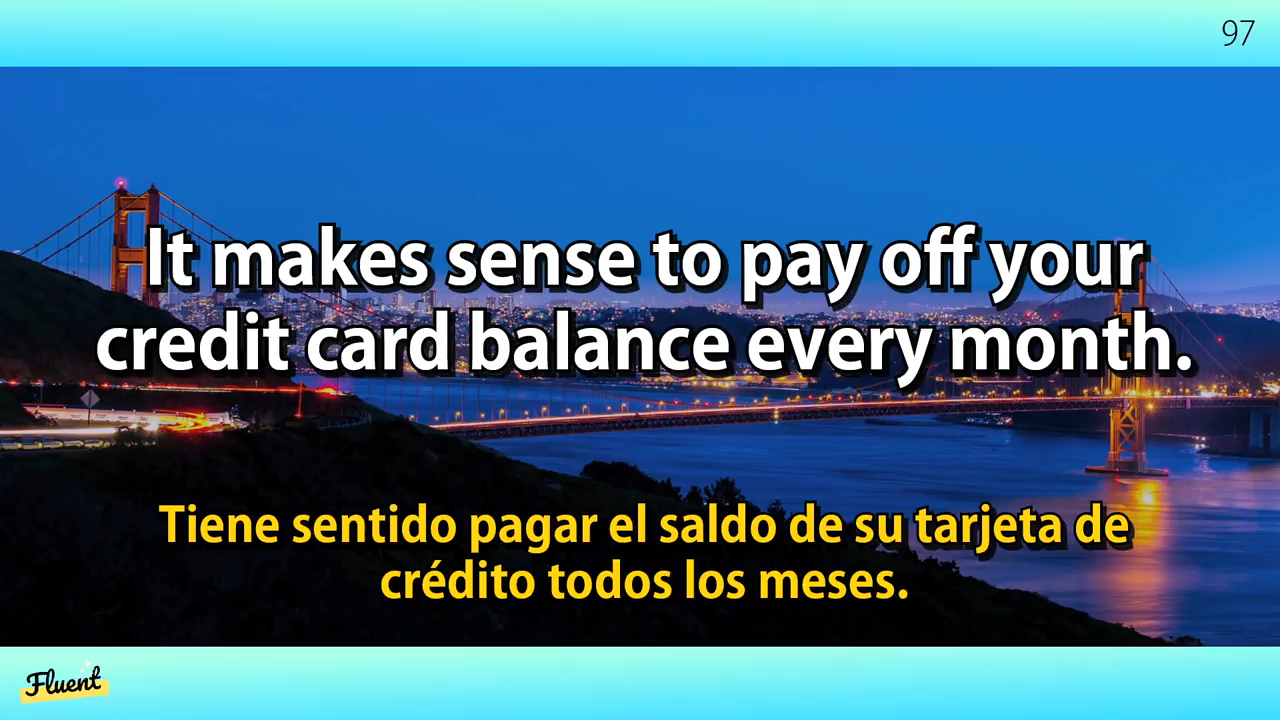 97
It makes sense to pay off your
credit card balance every month.
Tiene sentido pagar el saldo de su tarjeta de
crédito todos los meses.
Fluent